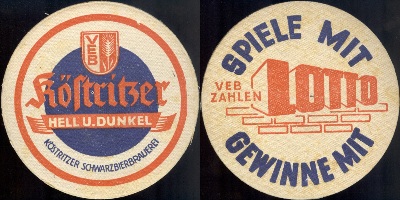 VEB
Köstritzer
HELL U. DUNKEL
KÖSTRITZER SCHWARZBIERBRAUEREI
SPIELE MIT
VEB
ZAHLEN
LOTTO
GEWINNE MIT